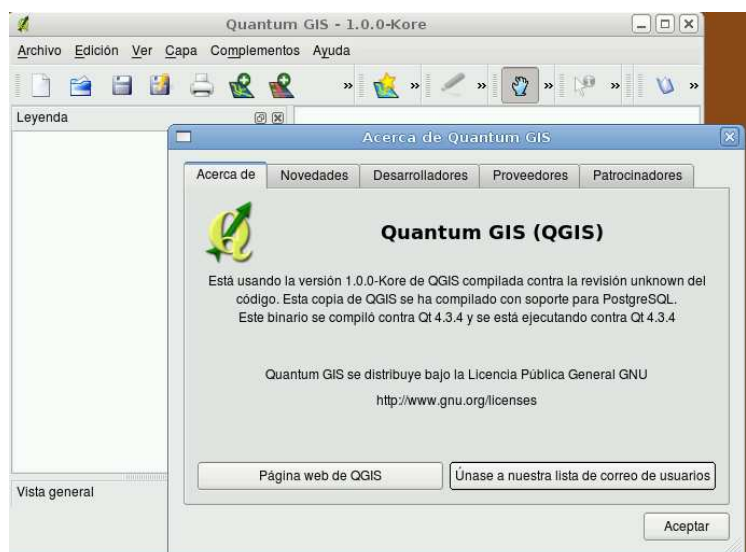 Quantum GIS - 1.0.0-Kore
Archivo Edición Ver Capa Complementos Ayuda
Leyenda
Acerca de Quantum GIS
Acerca de Novedades Desarrolladores Proveedores Patrocinadores
Quantum GIS (QGIS)
Está usando la versión 1.0.0-Kore de QGIS compilada contra la revisión unknown del
código. Esta copia de QGIS se ha compilado con soporte para PostgreSQL.
Este binario se compiló contra Qt 4.3.4 y se está ejecutando contra Qt 4.3.4
Quantum GIS se distribuye bajo la Licencia Pública General GNU
http://www.gnu.org/licenses
Página web de QGIS Únase a nuestra lista de correo de usuarios
Vista general
Aceptar